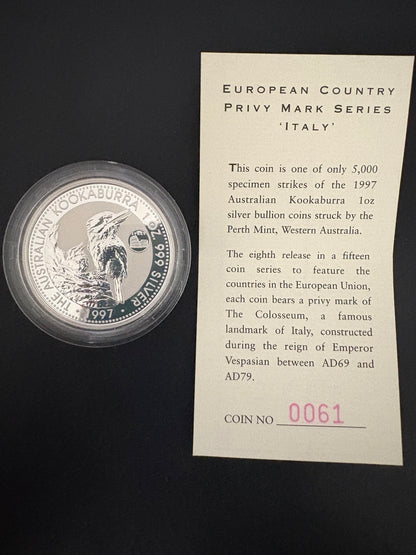 THE AUSTRALIAN KOOKABURRA 1 OZ. 999 SILVER
· 1997 ·
EUROPEAN COUNTRY
PRIVY MARK SERIES
'ITALY'
This coin is one of only 5,000
specimen strikes of the 1997
Australian Kookaburra 1oz
silver bullion coins struck by the
Perth Mint, Western Australia.
The eighth release in a fifteen
coin series to feature the
countries in the European Union,
each coin bears a privy mark of
The Colosseum, a famous
landmark of Italy, constructed
during the reign of Emperor
Vespasian between AD69 and
AD79.
COIN NO 0061